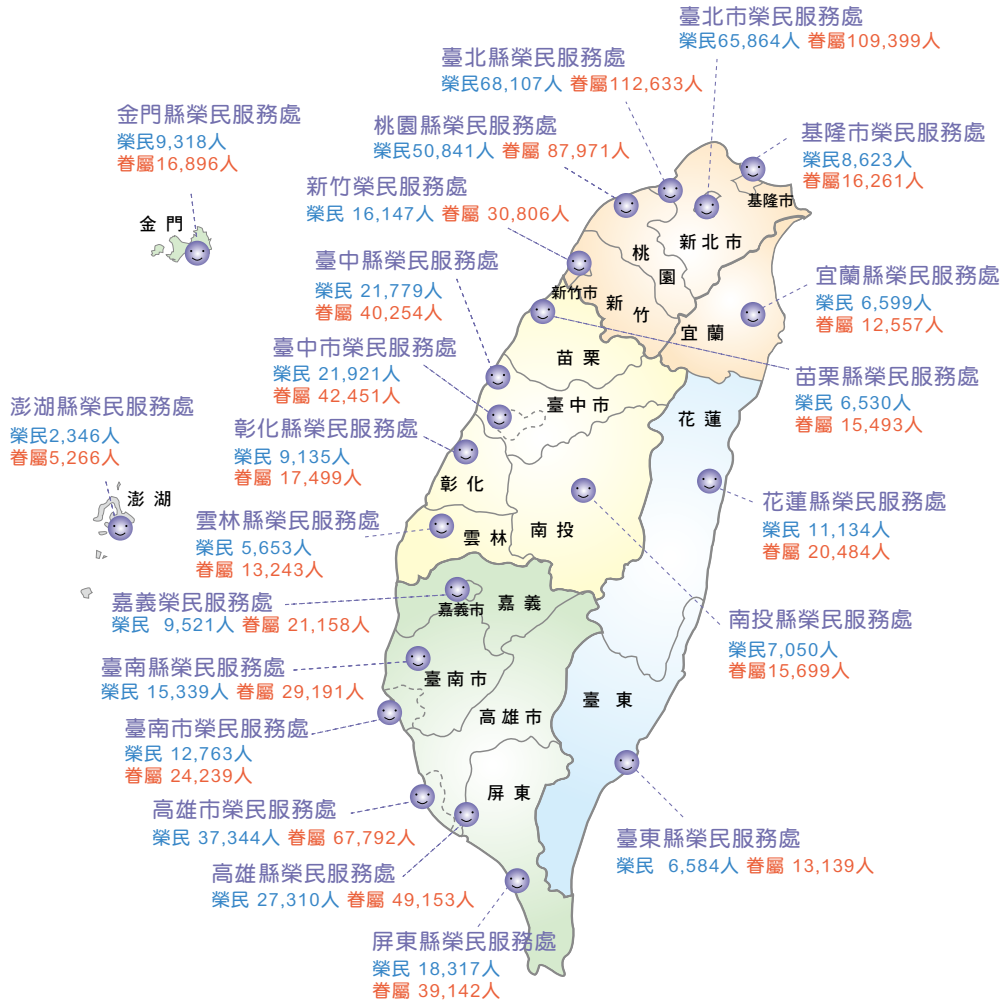 臺北市榮民服務處
榮民65,864人 眷屬109,399人
臺北縣榮民服務處
榮民68,107人 眷屬112,633人
金門縣榮民服務處
榮民9,318人
眷屬16,896人
桃園縣榮民服務處
榮民50,841人 眷屬 87,971人
基隆市榮民服務處
榮民8,623人
眷屬16,261人
新竹榮民服務處
榮民 16,147人 眷屬 30,806人
基隆市
金門
新北市
桃園
臺中縣榮民服務處
榮民 21,779人
眷屬 40,254人
宜蘭縣榮民服務處
榮民 6,599人
眷屬 12,557人
新竹市
新竹
宜蘭
臺中市榮民服務處
榮民 21,921人
眷屬 42,451人
苗栗
苗栗縣榮民服務處
榮民 6,530人
眷屬 15,493人
澎湖縣榮民服務處
榮民2,346人
眷屬5,266人
臺中市
花蓮
彰化縣榮民服務處
榮民 9,135人
眷屬 17,499人
澎湖
彰化
花蓮縣榮民服務處
榮民 11,134人
眷屬 20,484人
雲林縣榮民服務處
榮民 5,653人
眷屬 13,243人
雲林
南投
嘉義榮民服務處
榮民 9,521人 眷屬 21,158人
嘉義市
嘉義
南投縣榮民服務處
榮民7,050人
眷屬15,699人
臺南縣榮民服務處
榮民 15,339人 眷屬 29,191人
臺南市
臺東
高雄市
臺南市榮民服務處
榮民 12,763人
眷屬 24,239人
屏東
高雄市榮民服務處
榮民 37,344人 眷屬 67,792人
臺東縣榮民服務處
榮民 6,584人 眷屬 13,139人
高雄縣榮民服務處
榮民 27,310人 眷屬 49,153人
屏東縣榮民服務處
榮民 18,317人
眷屬 39,142人